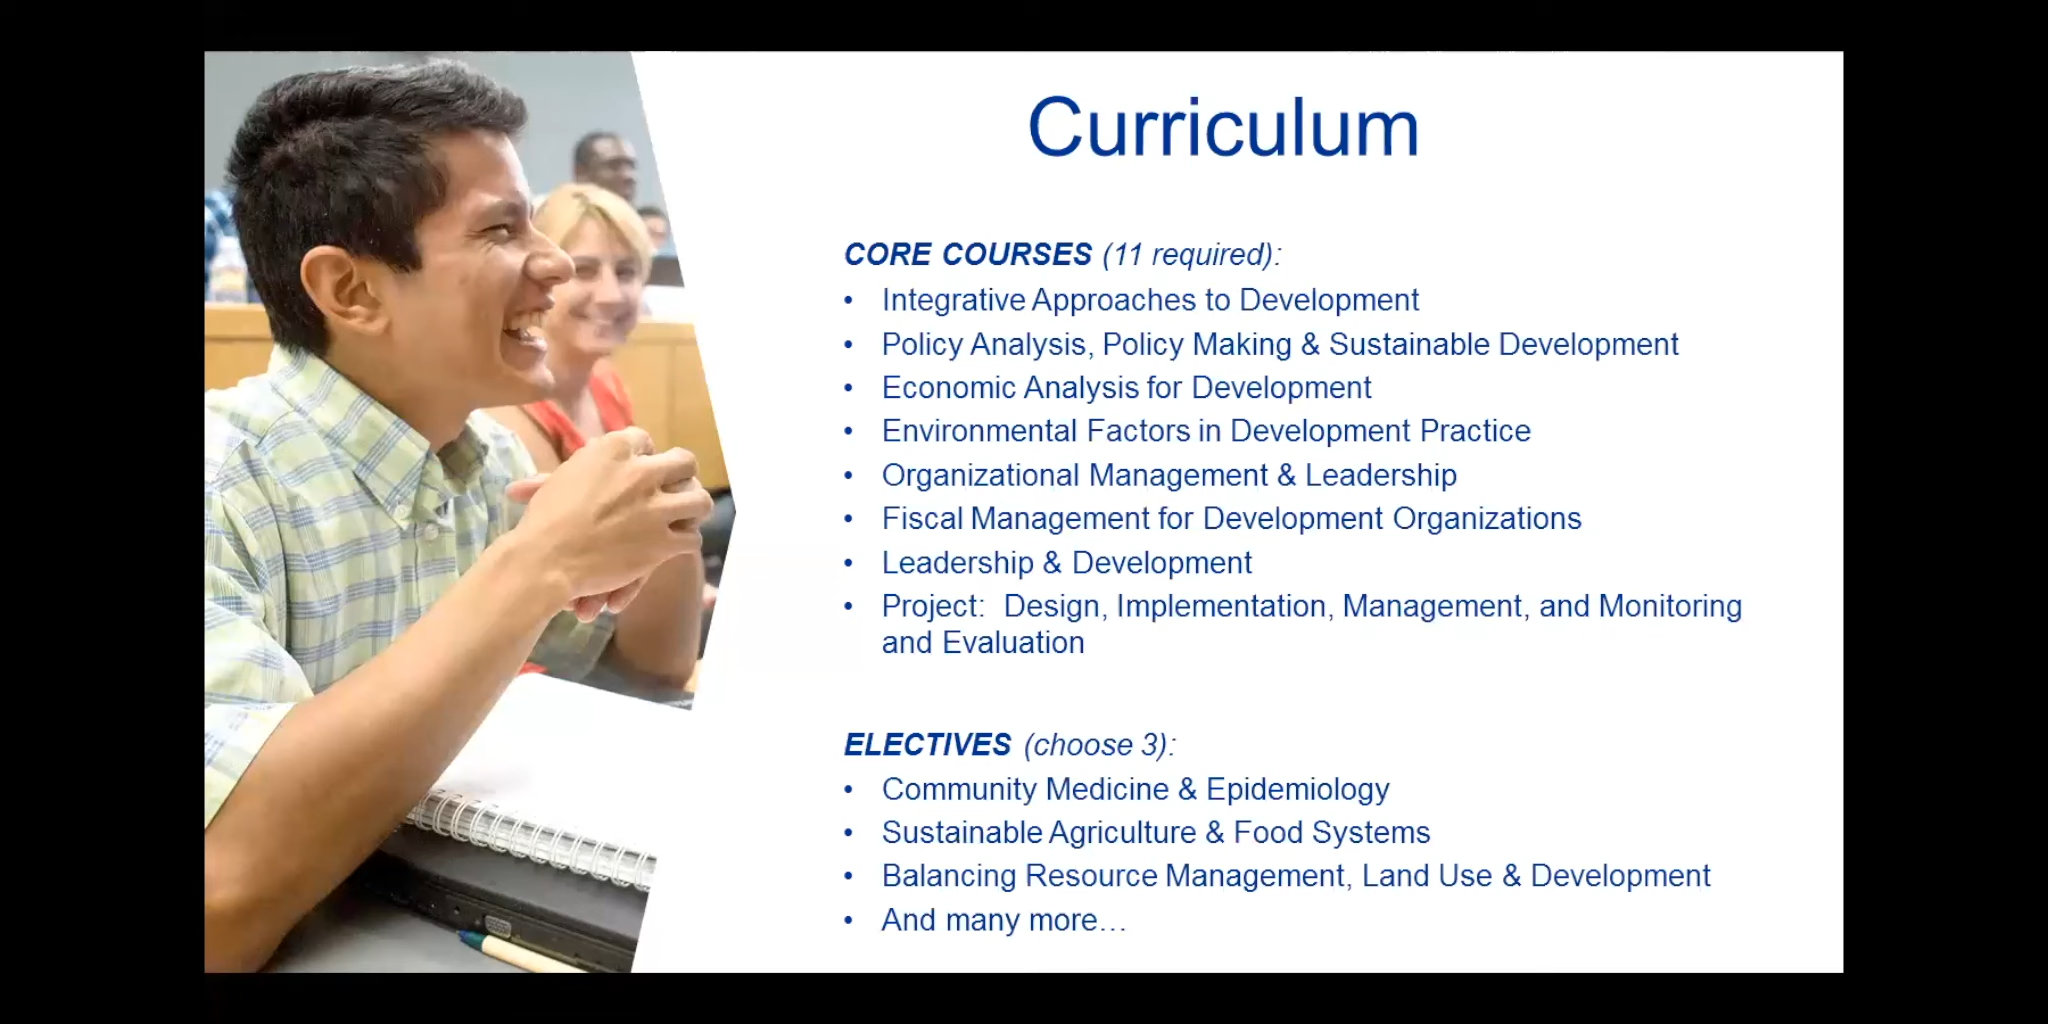 Curriculum
CORE COURSES (11 required):
• Integrative Approaches to Development
• Policy Analysis, Policy Making & Sustainable Development
• Economic Analysis for Development
• Environmental Factors in Development Practice
• Organizational Management & Leadership
• Fiscal Management for Development Organizations
• Leadership & Development
• Project:  Design, Implementation, Management, and Monitoring
and Evaluation
ELECTIVES (choose 3):
• Community Medicine & Epidemiology
• Sustainable Agriculture & Food Systems
• Balancing Resource Management, Land Use & Development
• And many more…